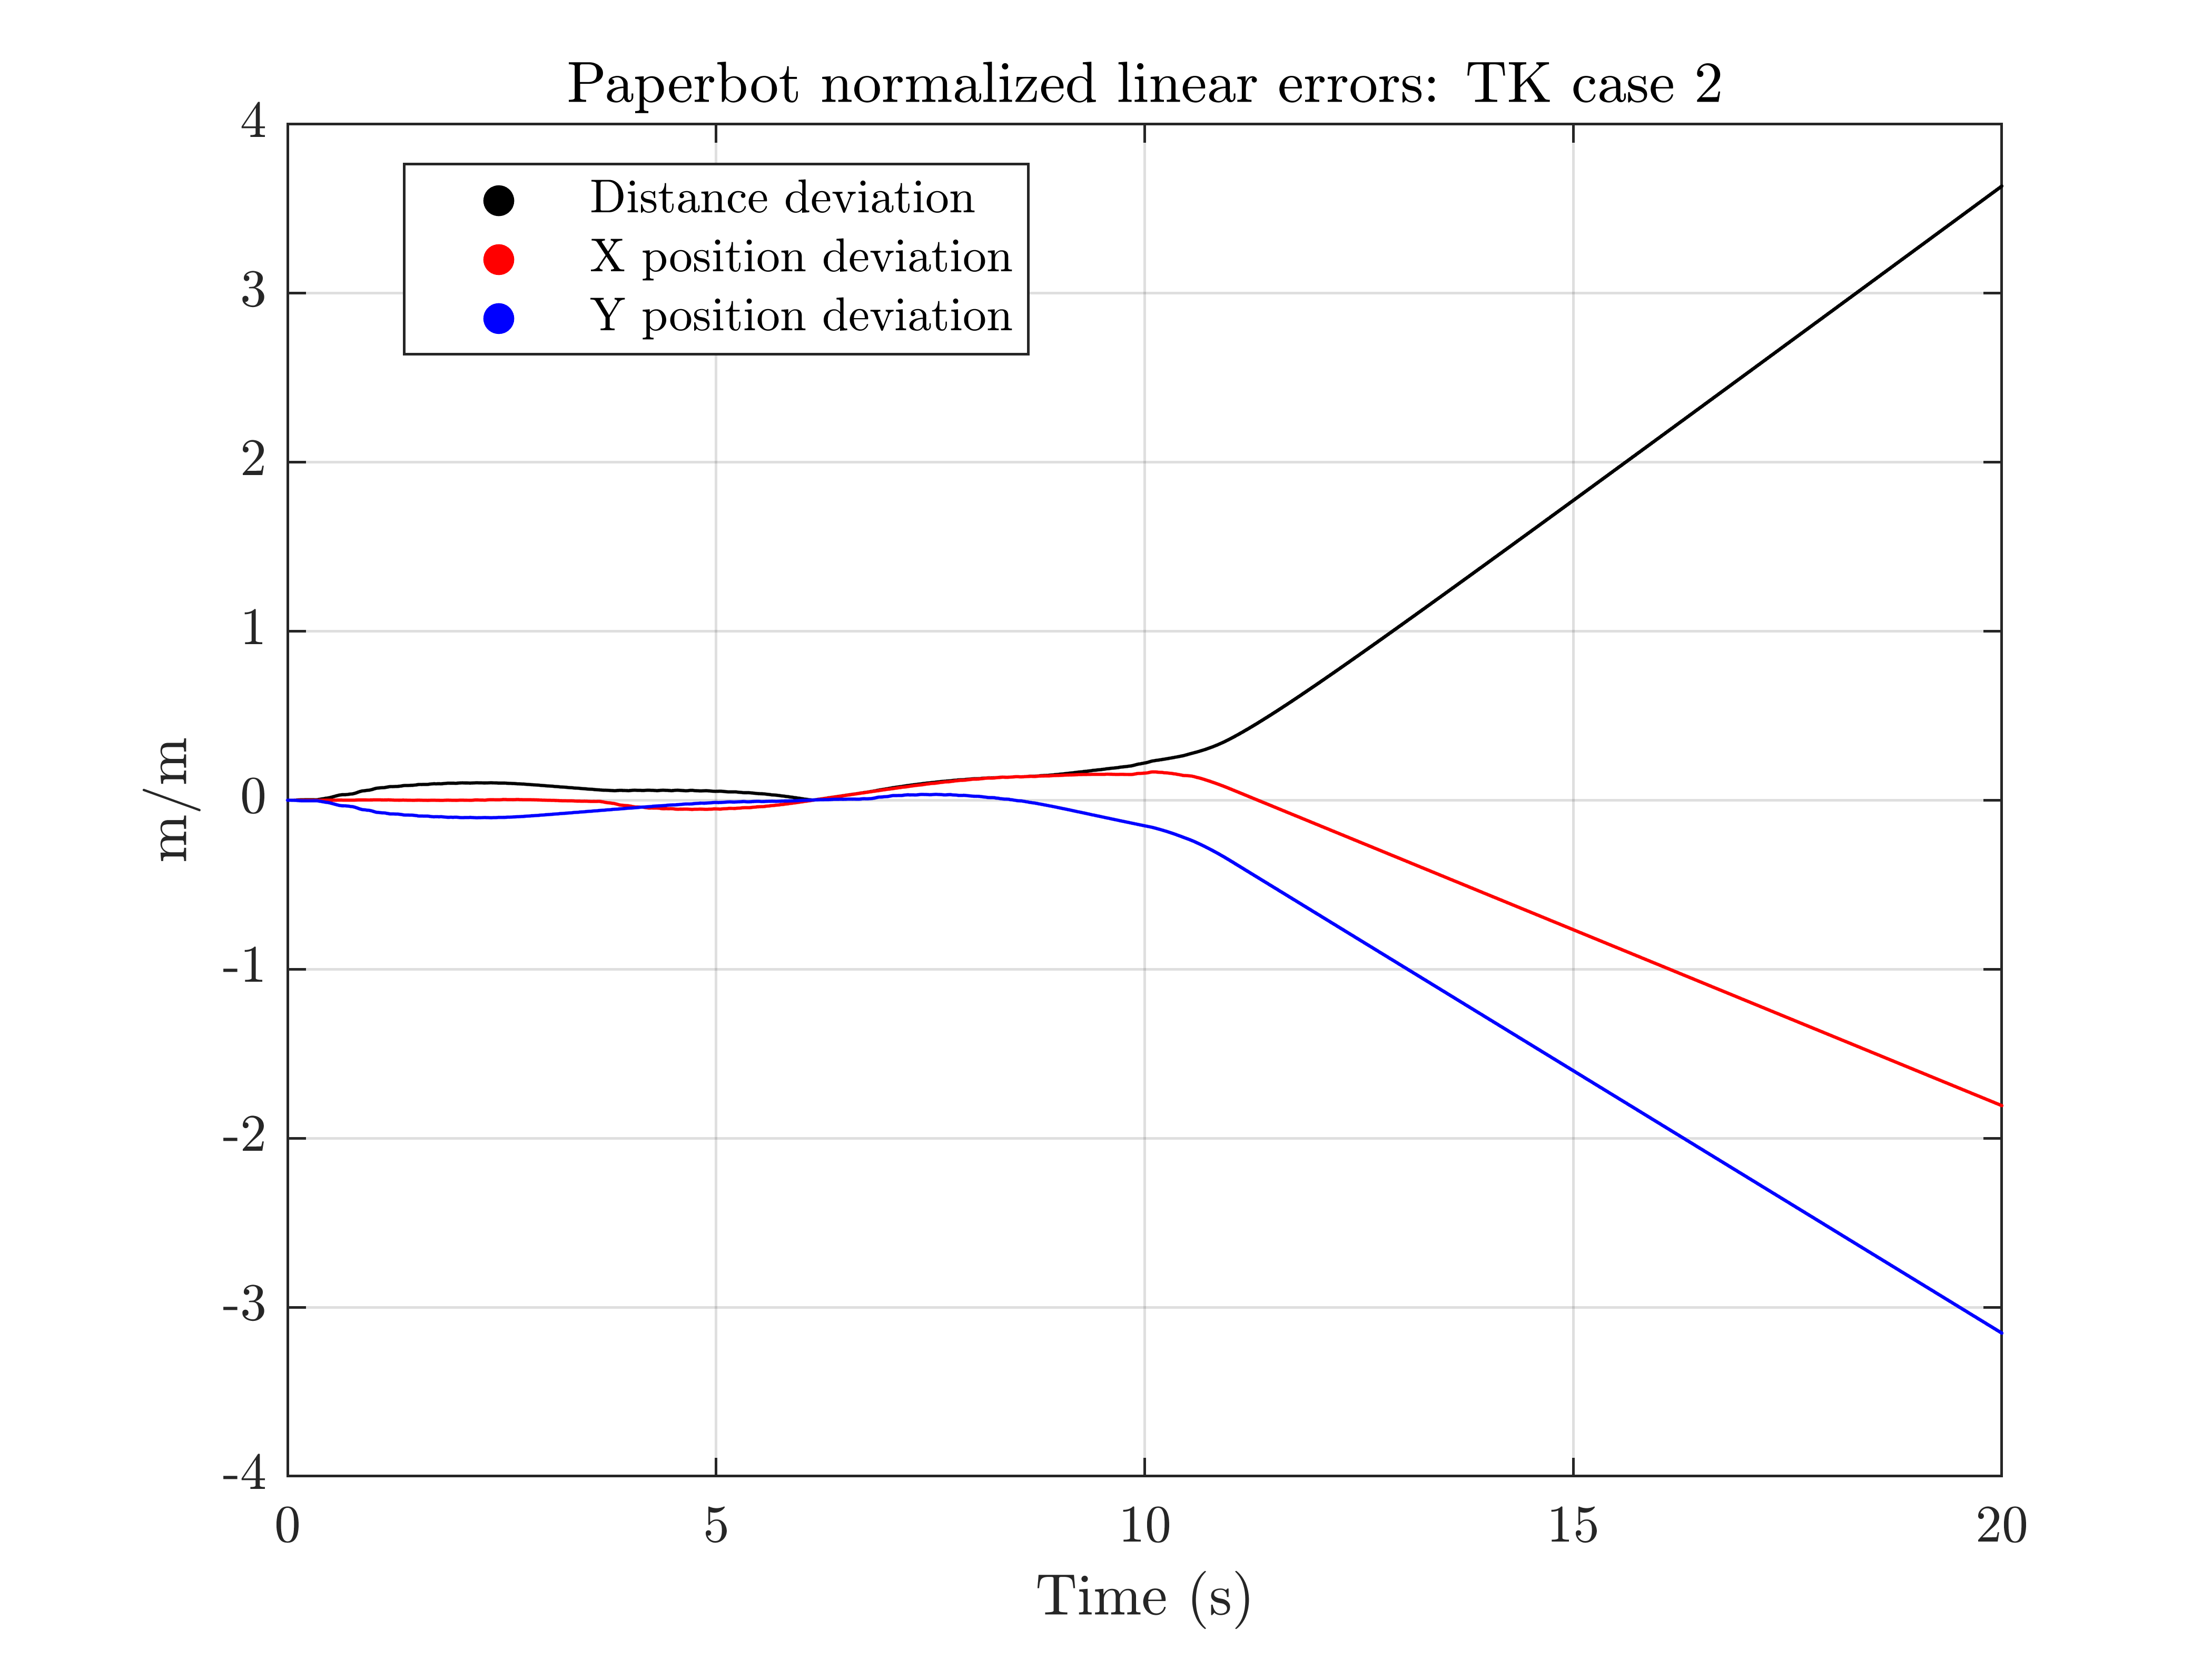 Paperbot normalized linear errors: TK case 2
Distance deviation
X position deviation
Y position deviation
4
3
2
1
0
-1
-2
-3
-4
m/m
0 5 10 15 20
Time (s)